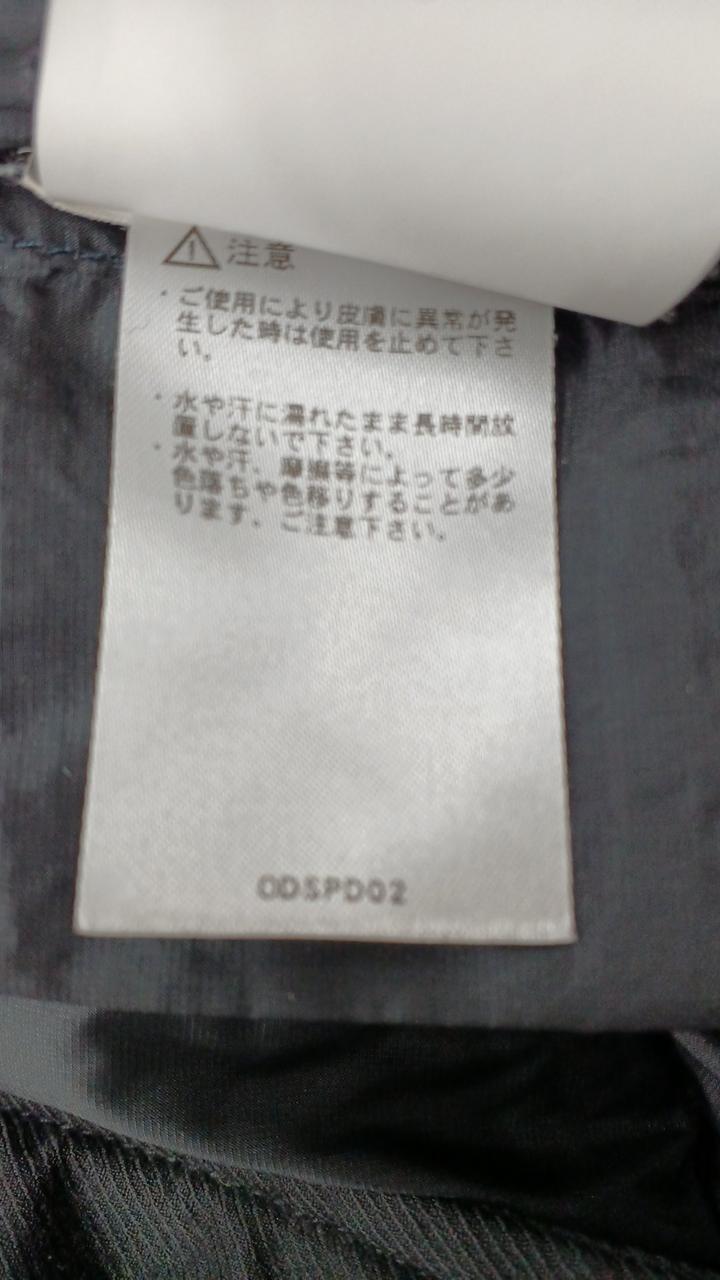 注意
・ご使用により皮膚に異常が発
生した時は使用を止めて下さ
い。
・水や汗に濡れたまま長時間放
置しないで下さい。
・水や汗、摩擦等によって多少
色落ちや色移りすることがあ
ります、ご注意下さい。
ODSPD02